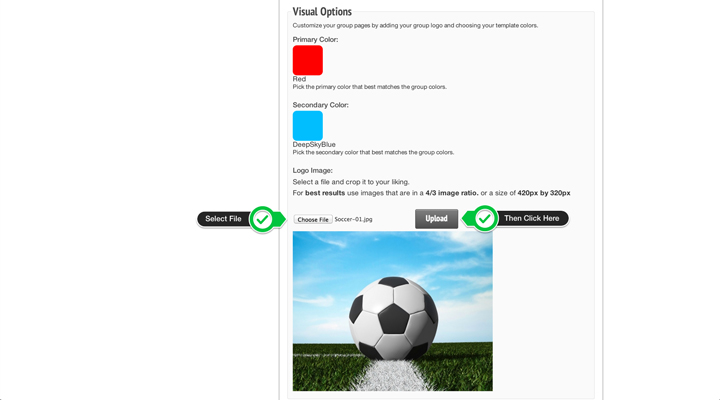 Visual Options
Customize your group pages by adding your group logo and choosing your template colors.
Primary Color:
Red
Pick the primary color that best matches the group colors.
Secondary Color:
DeepSkyBlue
Pick the secondary color that best matches the group colors.
Logo Image:
Select a file and crop it to your liking.
For best results use images that are in a 4/3 image ratio. or a size of 420px by 320px
Select File Choose File Soccer-01.jpg Upload Then Click Here